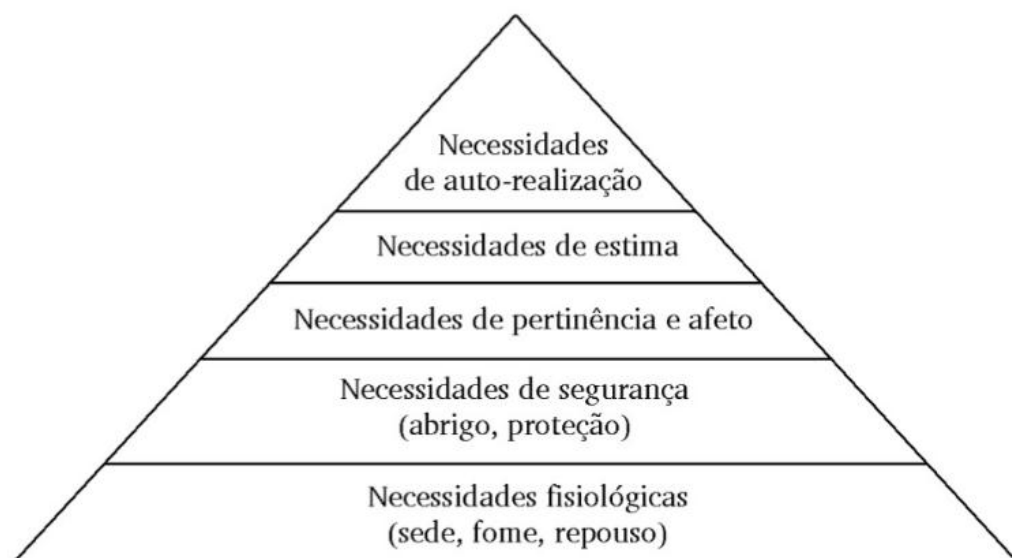 Necessidades
de auto-realização
Necessidades de estima
Necessidades de pertinência e afeto
Necessidades de segurança
(abrigo, proteção)
Necessidades fisiológicas
(sede, fome, repouso)